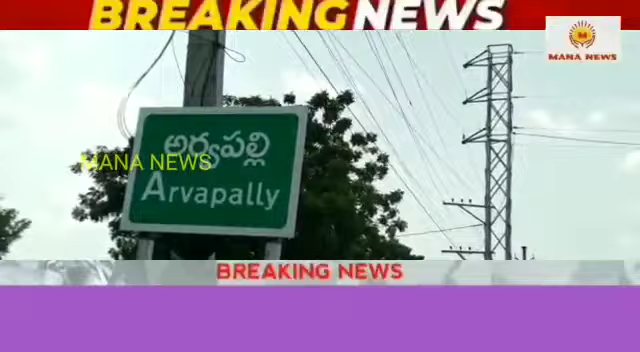 BREAKING NEWS
MANA NEWS
అర్వపల్లి
MANA NEWS
Arvapally
BREAKING NEWS